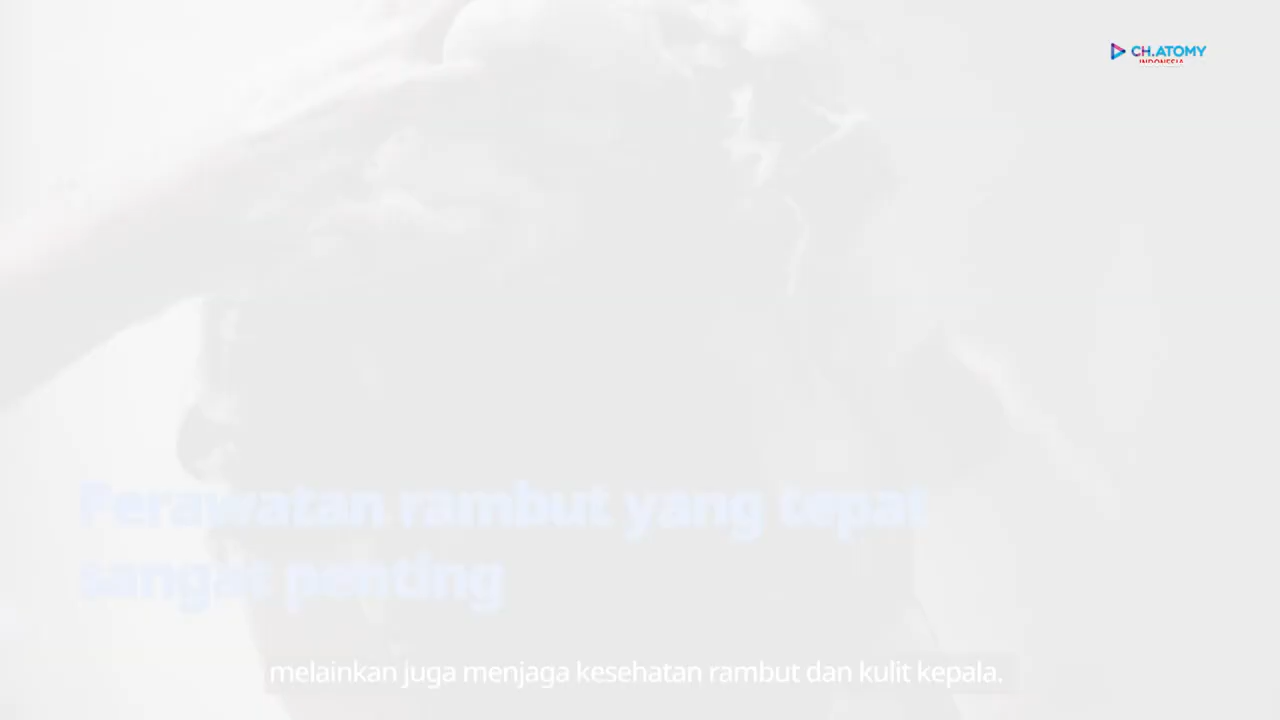 CH.ATOMY
INDONESIA
Perawatan rambut yang tepat
sangat penting
melainkan juga menjaga kesehatan rambut dan kulit kepala.